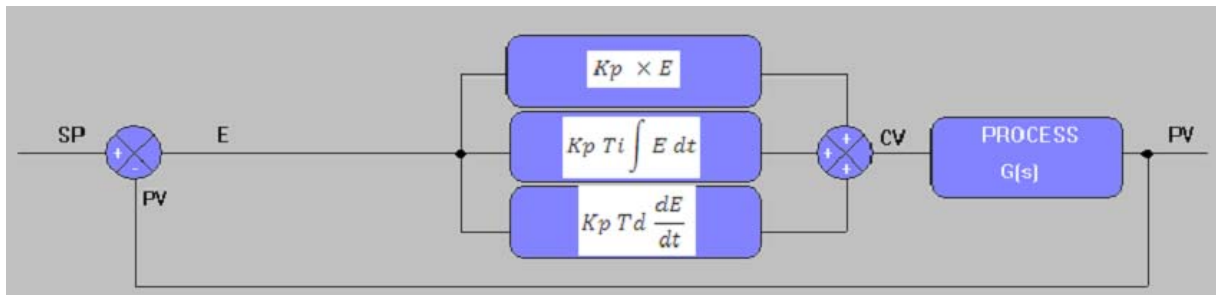 Kp × E
SP
+
-
PV
E
Kp Ti ∫ E dt
+
+
+
CV
PROCESS
G(s)
PV
Kp Td dE/dt